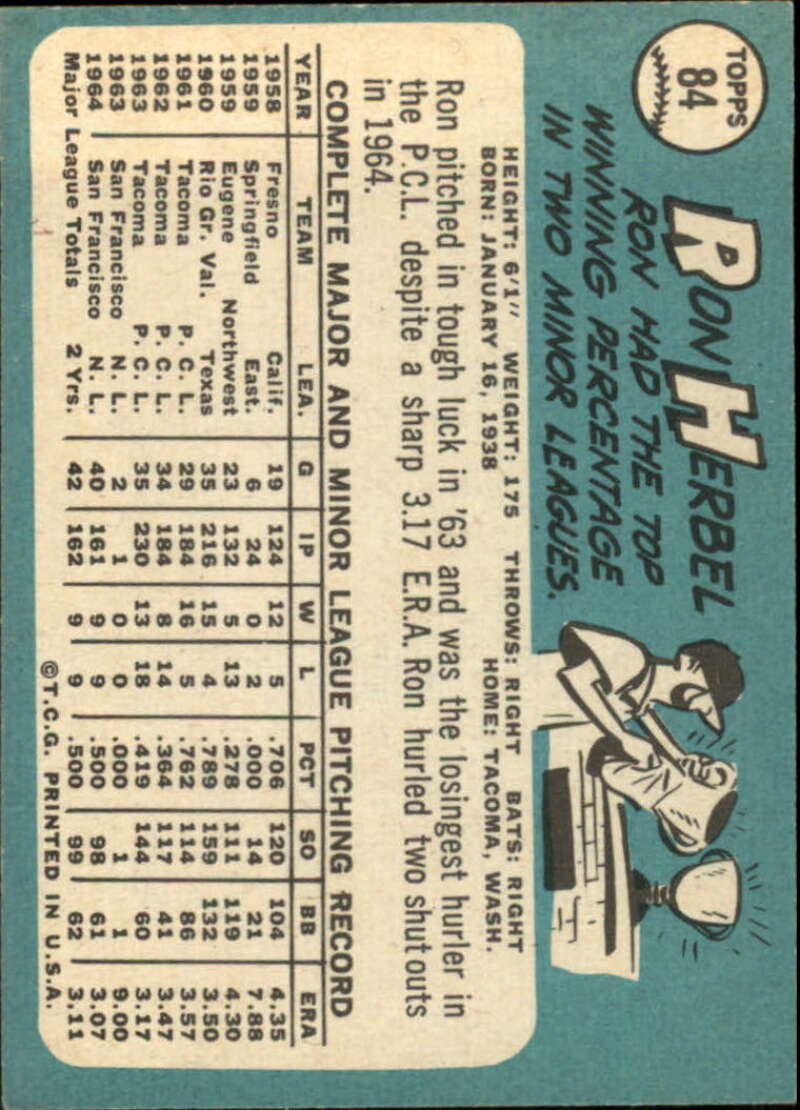 TOPPS
84
RON HERBEL
RON HAD THE TOP
WINNING PERCENTAGE
IN TWO MINOR LEAGUES.
HEIGHT: 6'1" WEIGHT: 175 THROWS: RIGHT BATS: RIGHT
BORN: JANUARY 16, 1938 HOME: TACOMA, WASH.
Ron pitched in tough luck in '63 and was the losingest hurler in
the P.C.L. despite a sharp 3.17 E.R.A. Ron hurled two shutouts
in 1964.
COMPLETE MAJOR AND MINOR LEAGUE PITCHING RECORD
YEAR TEAM LEA. G IP W L PCT SO BB ERA
1958 Fresno Calif. 19 124 12 5 .706 120 104 4.35
1959 Springfield East. 6 24 0 2 .000 14 21 7.88
1959 Eugene Northwest 23 132 5 13 .278 111 119 4.30
1960 Rio Gr. Val. Texas 35 216 15 4 .789 159 132 3.50
1961 Tacoma P. C. L. 29 184 16 5 .762 114 86 3.57
1962 Tacoma P. C. L. 34 184 8 14 .364 117 41 3.47
1963 Tacoma P. C. L. 35 230 13 18 .419 144 60 3.17
1963 San Francisco N. L. 2 1 0 0 .000 1 1 9.00
1964 San Francisco N. L. 40 161 9 9 .500 98 61 3.07
Major League Totals 2 Yrs. 42 162 9 9 .500 99 62 3.11
©T.C.G. PRINTED IN U.S.A.